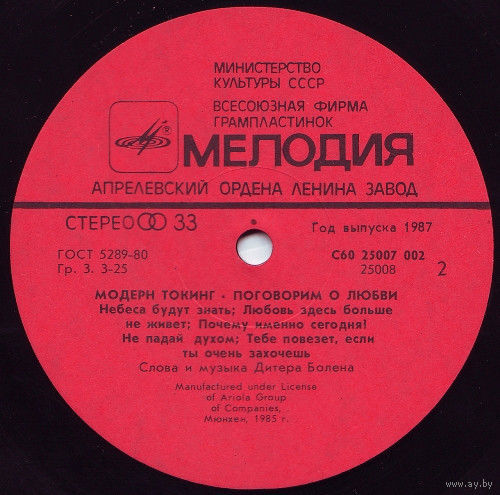 МИНИСТЕРСТВО
КУЛЬТУРЫ СССР
ВСЕСОЮЗНАЯ ФИРМА
ГРАМПЛАСТИНОК
МЕЛОДИЯ
АПРЕЛЕВСКИЙ ОРДЕНА ЛЕНИНА ЗАВОД
СТЕРЕО 33
Год выпуска 1987
ГОСТ 5289-80
С60 25007 002
Гр. 3. 3-25
25008
2
МОДЕРН ТОКИНГ · ПОГОВОРИМ О ЛЮБВИ
Небеса будут знать; Любовь здесь больше
не живет; Почему именно сегодня!
Не падай духом; Тебе повезет, если
ты очень захочешь
Слова и музыка Дитера Болена
Manufactured under License
of Ariola Group
of Companies,
Мюнхен, 1985 г.
www.ay.by